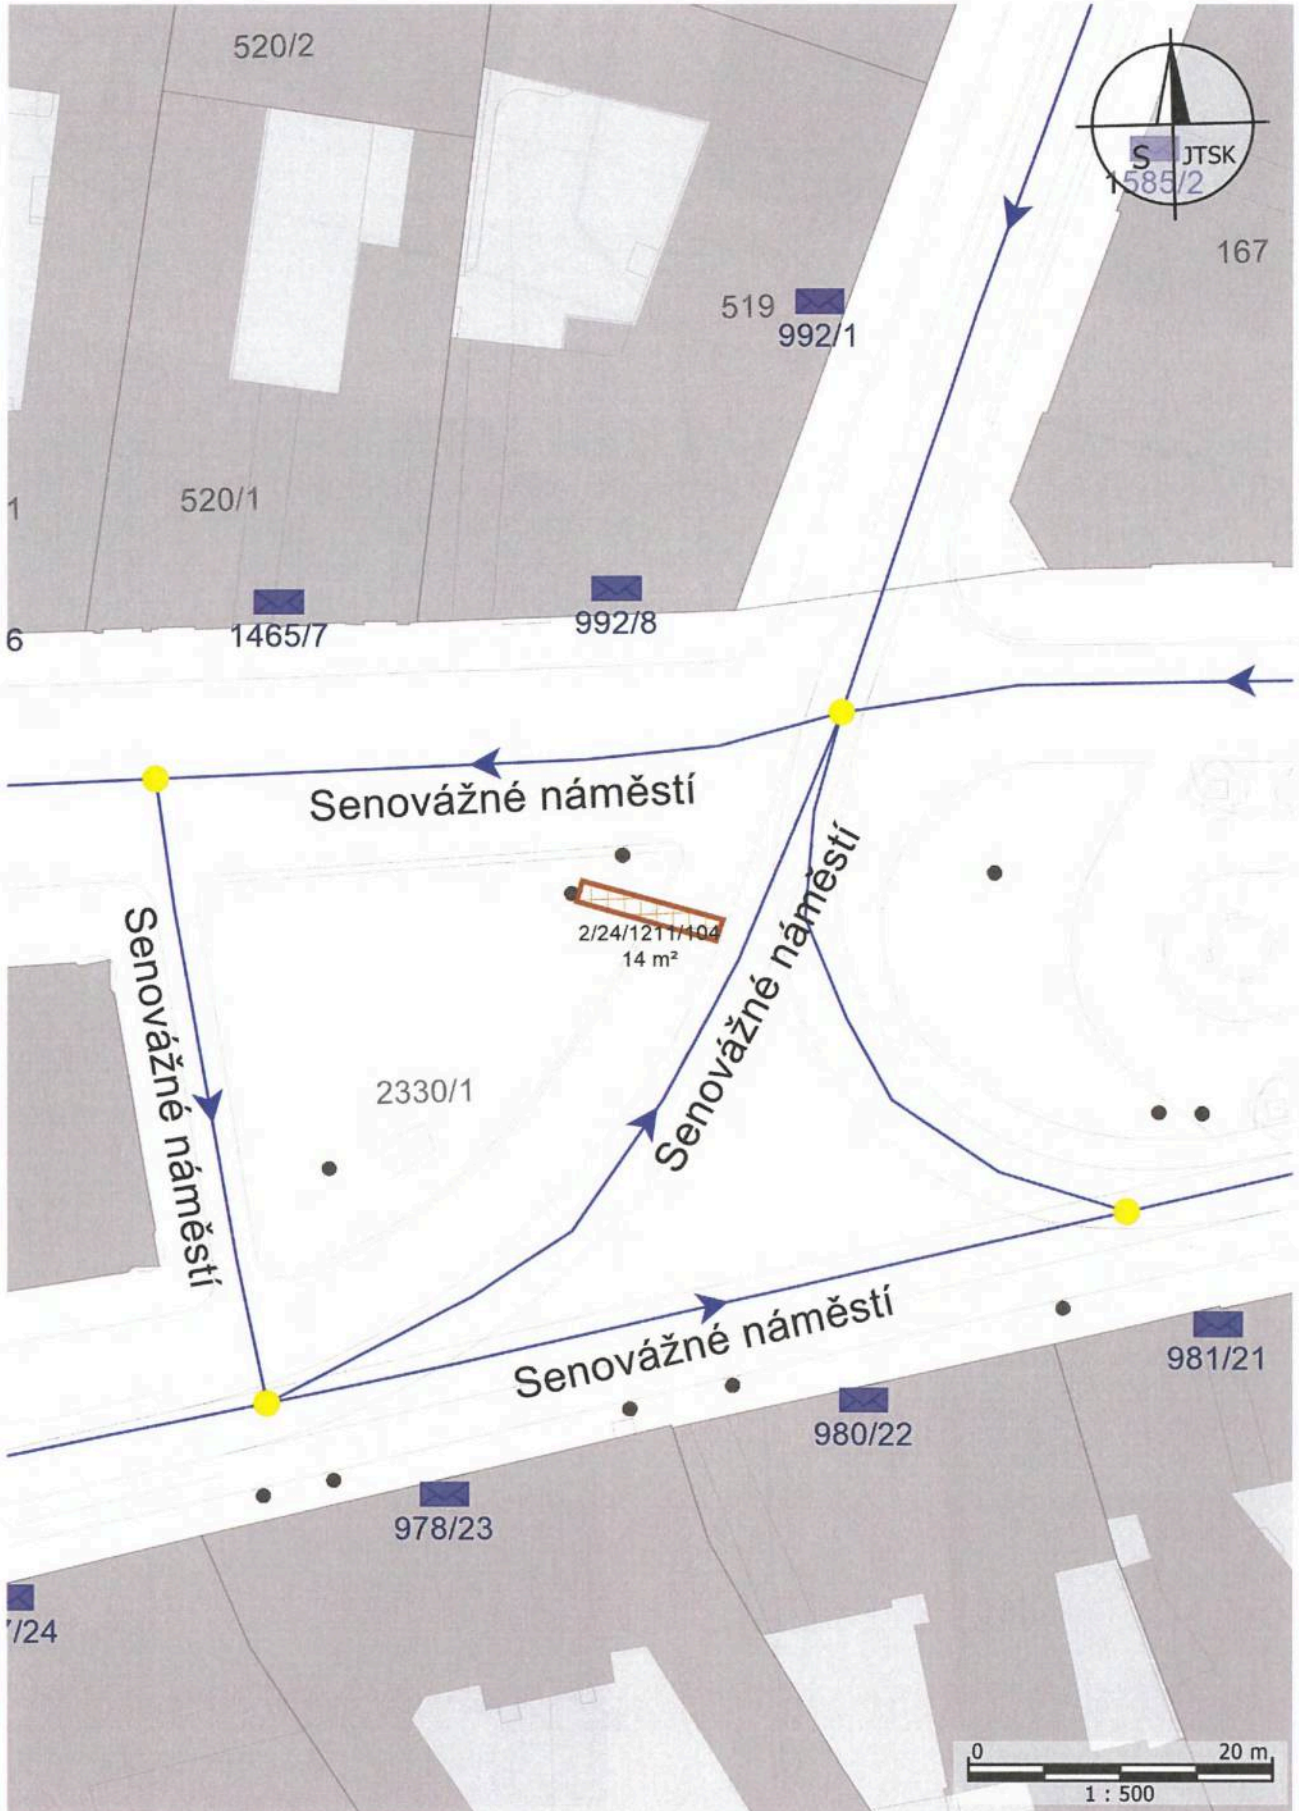 520/2
S JTSK
1585/2
167
519
992/1
520/1
1
1465/7
992/8
6
Senovážné náměstí
Senovážné náměstí
Senovážné náměstí
2/24/1211/104
14 m²
2330/1
Senovážné náměstí
981/21
980/22
978/23
/24
0 20 m
1 : 500